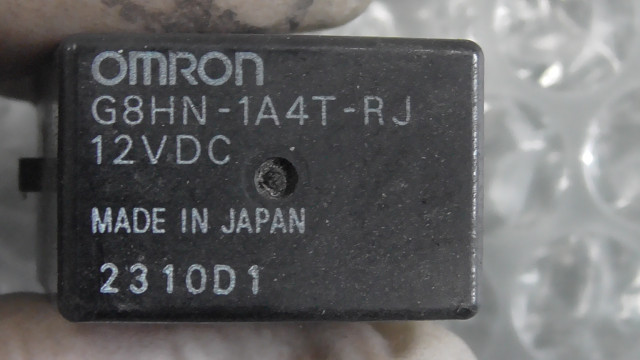 OMRON
G8HN-1A4T-RJ
12VDC
MADE IN JAPAN
2310D1